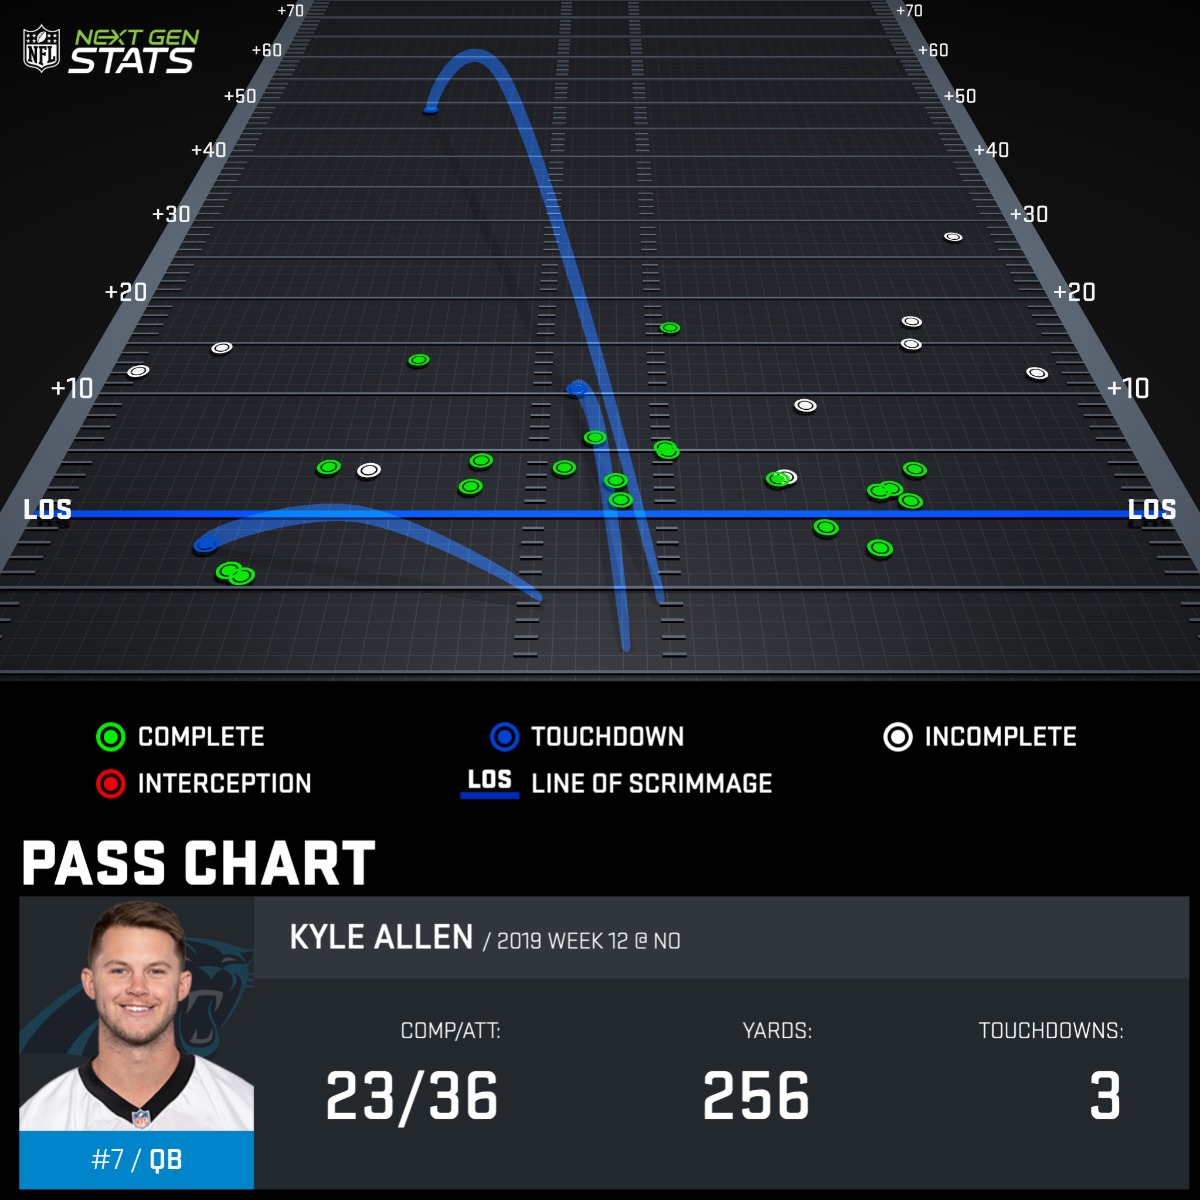 +70 +70
NFL NEXT GEN
STATS
+60 +60
+50 +50
+40 +40
+30 +30
+20 +20
+10 +10
LOS LOS
COMPLETE TOUCHDOWN INCOMPLETE
INTERCEPTION LOS LINE OF SCRIMMAGE
PASS CHART
KYLE ALLEN / 2019 WEEK 12 @ NO
COMP/ATT: YARDS: TOUCHDOWNS:
23/36 256 3
#7 / QB